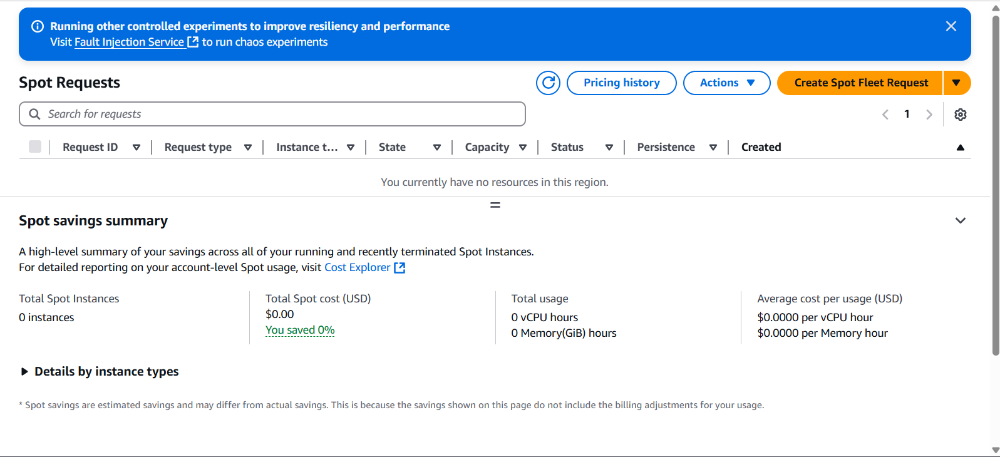 Running other controlled experiments to improve resiliency and performance
Visit Fault Injection Service to run chaos experiments
Spot Requests
Pricing history
Actions
Create Spot Fleet Request
Search for requests
1
Request ID
Request type
Instance t...
State
Capacity
Status
Persistence
Created
You currently have no resources in this region.
Spot savings summary
A high-level summary of your savings across all of your running and recently terminated Spot Instances.
For detailed reporting on your account-level Spot usage, visit Cost Explorer
Total Spot Instances
0 instances
Total Spot cost (USD)
$0.00
You saved 0%
Total usage
0 vCPU hours
0 Memory(GiB) hours
Average cost per usage (USD)
$0.0000 per vCPU hour
$0.0000 per Memory hour
Details by instance types
* Spot savings are estimated savings and may differ from actual savings. This is because the savings shown on this page do not include the billing adjustments for your usage.